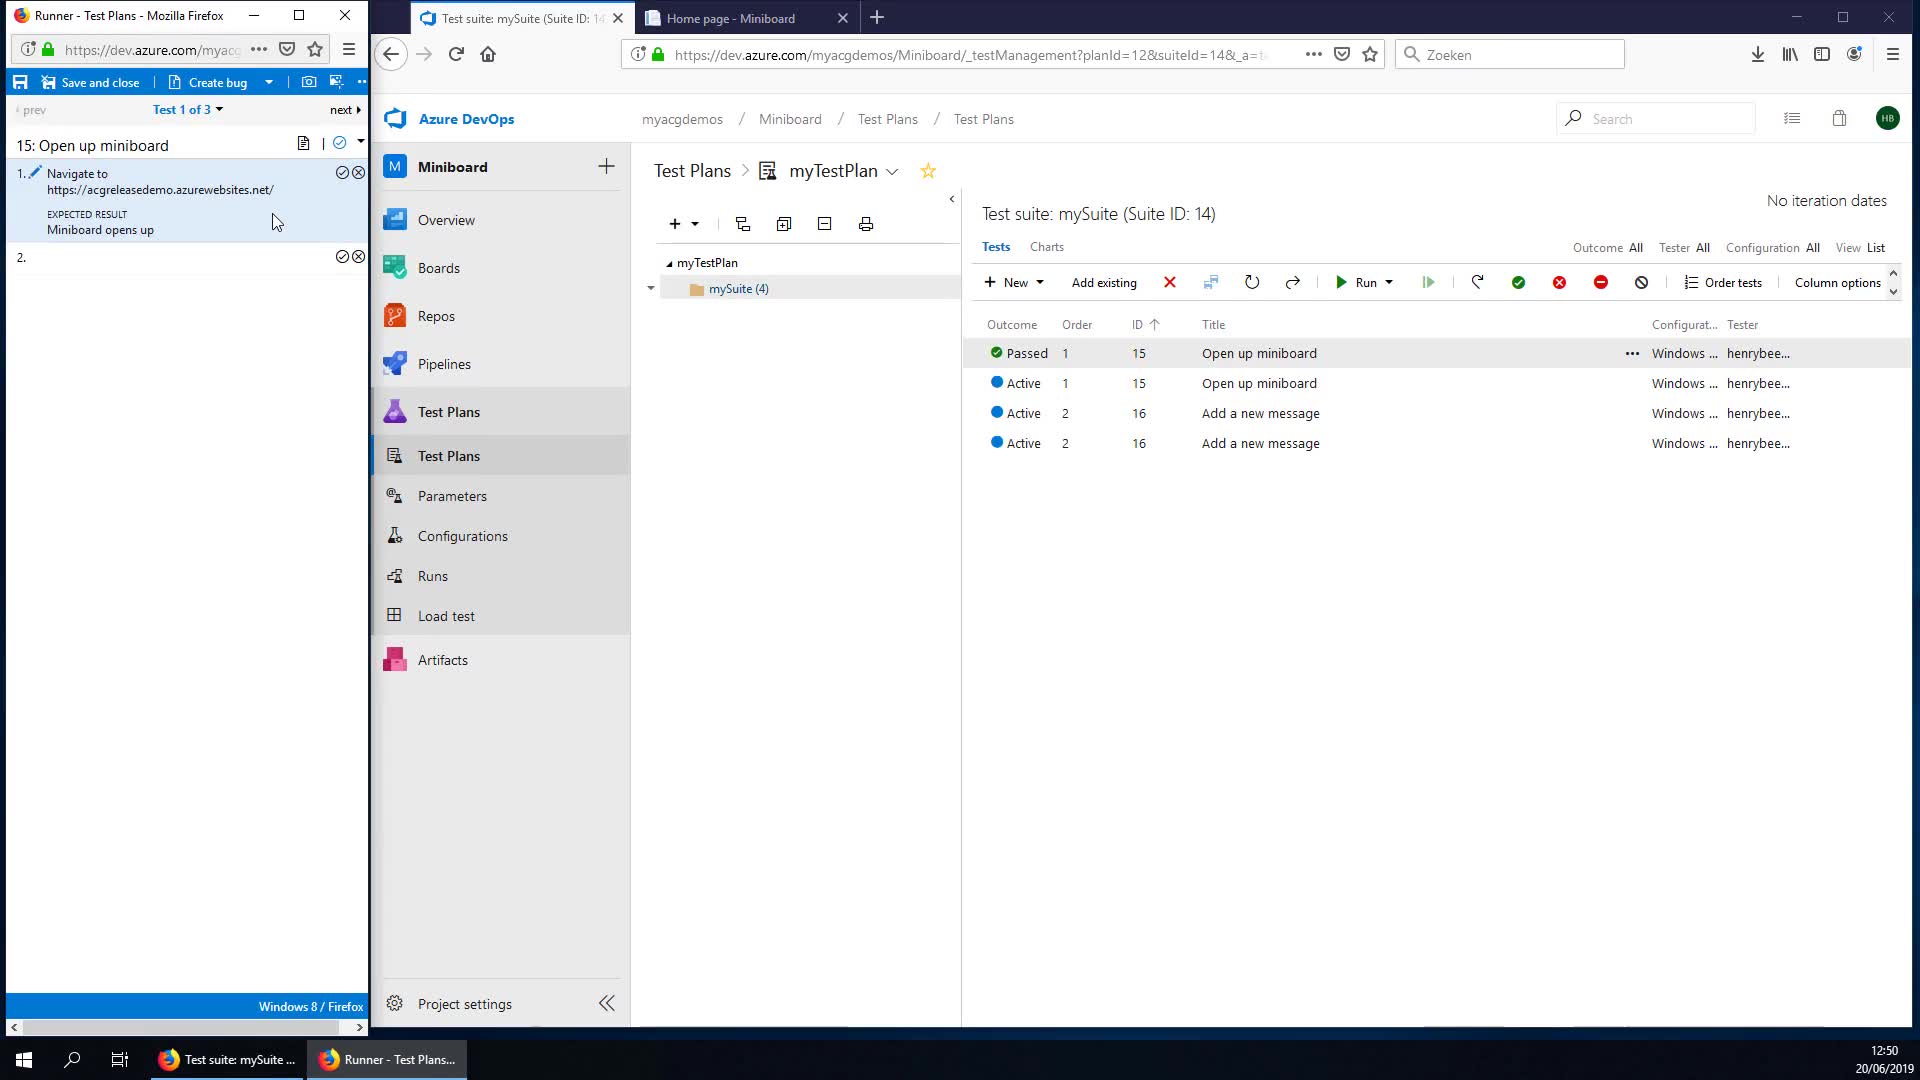 Runner - Test Plans - Mozilla Firefox
https://dev.azure.com/myacg
Save and close
Create bug
prev
Test 1 of 3
next
15: Open up miniboard
1.
Navigate to
https://acgreleasedemo.azurewebsites.net/
EXPECTED RESULT
Miniboard opens up
2.
Windows 8 / Firefox
Test suite: mySuite (Suite ID: 14
Home page - Miniboard
https://dev.azure.com/myacgdemos/Miniboard/_testManagement?planId=12&suiteId=14&_a=t
Zoeken
Azure DevOps
myacgdemos / Miniboard / Test Plans / Test Plans
Search
HB
M
Miniboard
Overview
Boards
Repos
Pipelines
Test Plans
Test Plans
Parameters
Configurations
Runs
Load test
Artifacts
Project settings
Test Plans
myTestPlan
myTestPlan
mySuite (4)
No iteration dates
Test suite: mySuite (Suite ID: 14)
Tests
Charts
Outcome All
Tester All
Configuration All
View List
New
Add existing
Run
Order tests
Column options
Outcome Order ID Title Configurat... Tester
Passed 1 15 Open up miniboard Windows ... henrybee...
Active 1 15 Open up miniboard Windows ... henrybee...
Active 2 16 Add a new message Windows ... henrybee...
Active 2 16 Add a new message Windows ... henrybee...
Test suite: mySuite ...
Runner - Test Plans...
12:50
20/06/2019